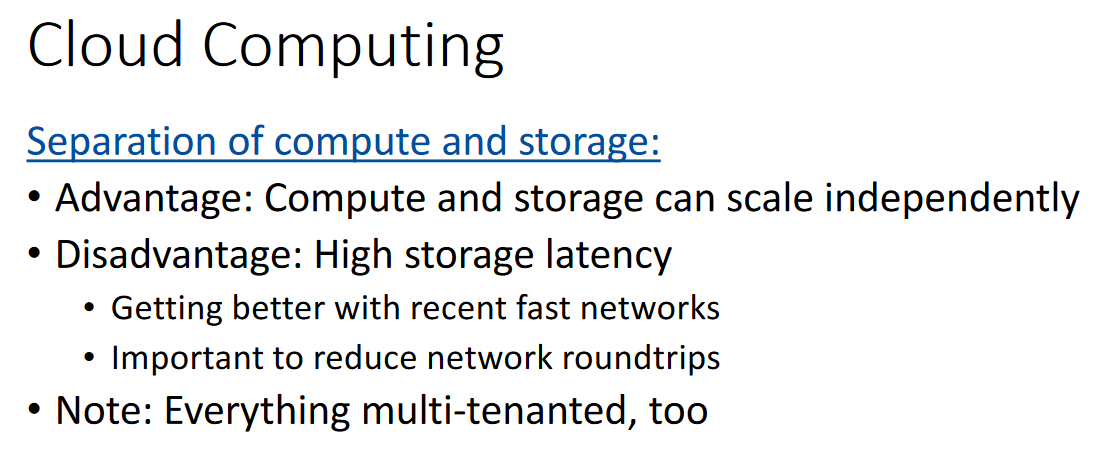 Cloud Computing
Separation of compute and storage:
• Advantage: Compute and storage can scale independently
• Disadvantage: High storage latency
• Getting better with recent fast networks
• Important to reduce network roundtrips
• Note: Everything multi-tenanted, too